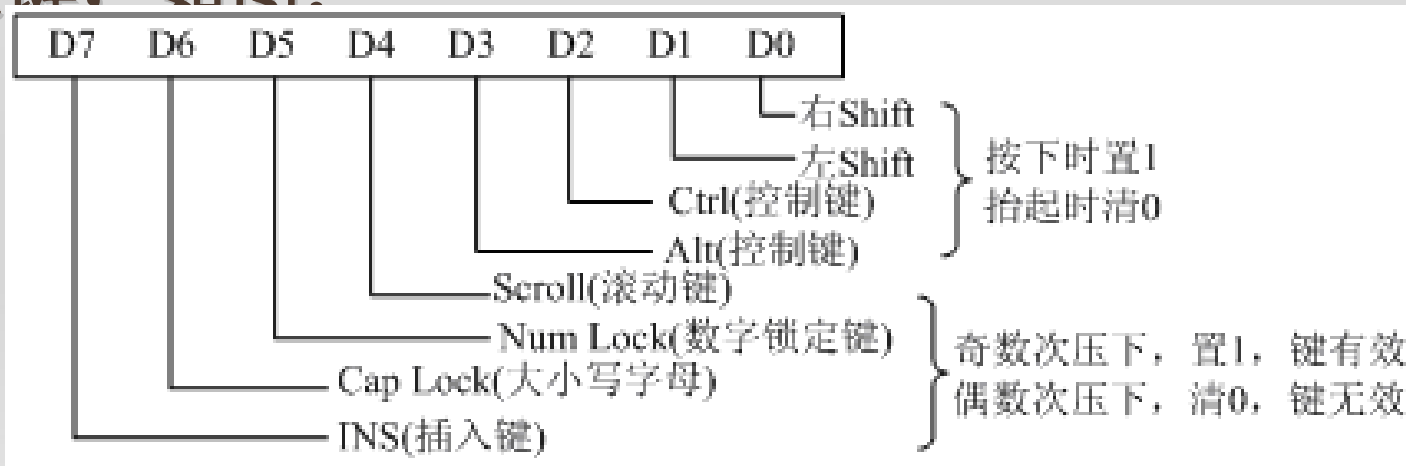 D7 D6 D5 D4 D3 D2 D1 D0
右Shift
左Shift
按下时置1
Ctrl(控制键)
抬起时清0
Alt(控制键)
Scroll(滚动键)
Num Lock(数字锁定键)
奇数次压下，置1，键有效
Cap Lock(大小写字母)
偶数次压下，清0，键无效
INS(插入键)